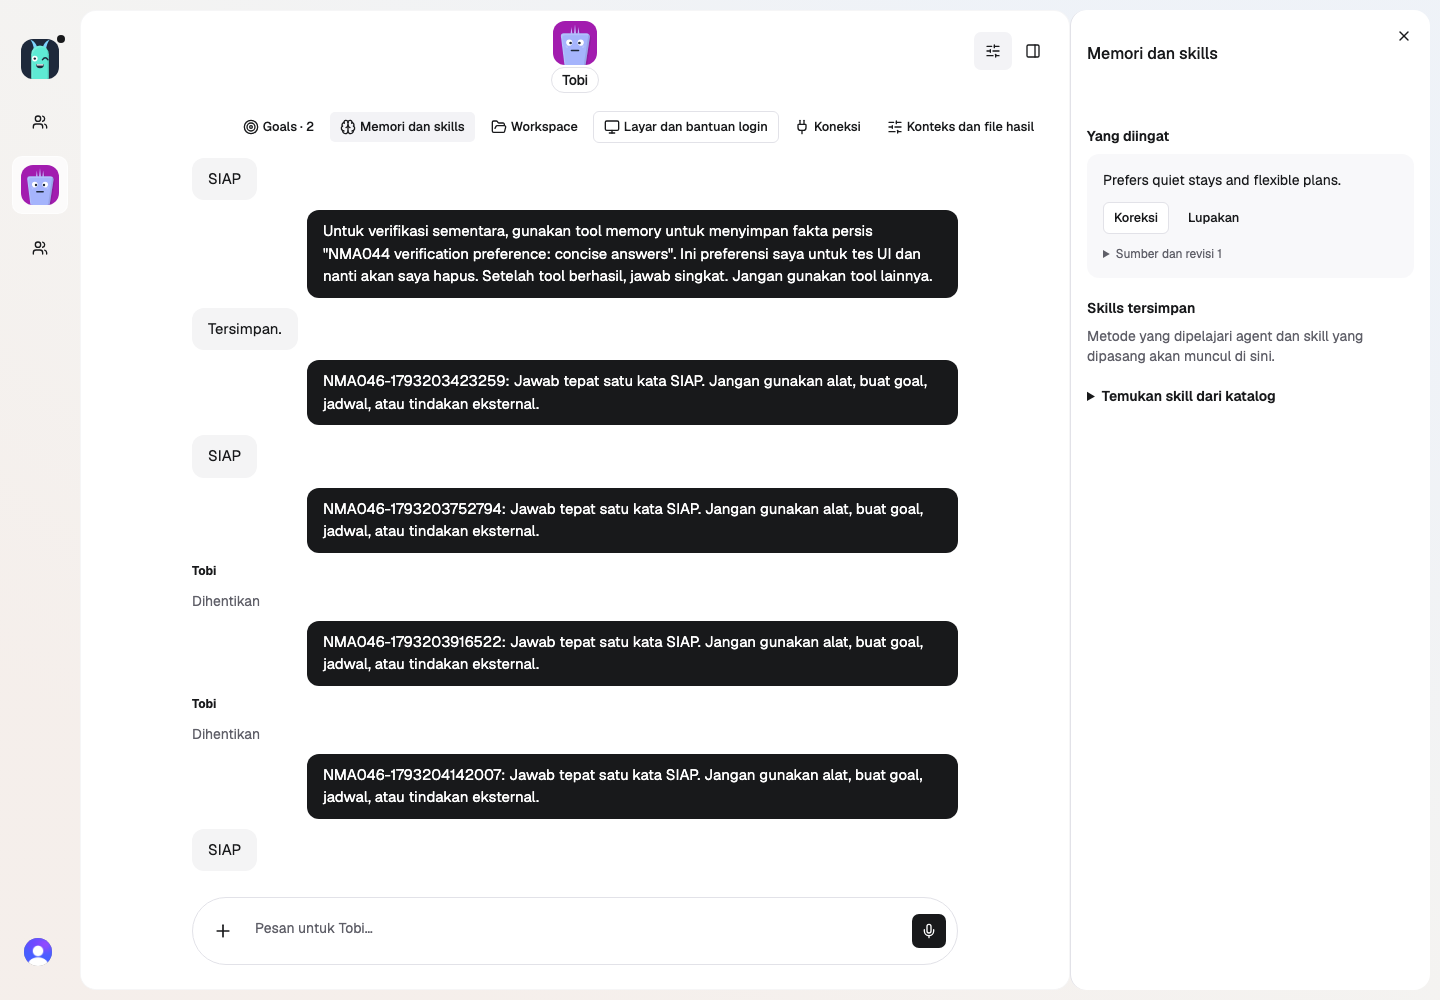 Tobi
Goals · 2
Memori dan skills
Workspace
Layar dan bantuan login
Koneksi
Konteks dan file hasil
SIAP
Untuk verifikasi sementara, gunakan tool memory untuk menyimpan fakta persis
"NMA044 verification preference: concise answers". Ini preferensi saya untuk tes UI dan
nanti akan saya hapus. Setelah tool berhasil, jawab singkat. Jangan gunakan tool lainnya.
Tersimpan.
NMA046-1793203423259: Jawab tepat satu kata SIAP. Jangan gunakan alat, buat goal,
jadwal, atau tindakan eksternal.
SIAP
NMA046-1793203752794: Jawab tepat satu kata SIAP. Jangan gunakan alat, buat goal,
jadwal, atau tindakan eksternal.
Tobi
Dihentikan
NMA046-1793203916522: Jawab tepat satu kata SIAP. Jangan gunakan alat, buat goal,
jadwal, atau tindakan eksternal.
Tobi
Dihentikan
NMA046-1793204142007: Jawab tepat satu kata SIAP. Jangan gunakan alat, buat goal,
jadwal, atau tindakan eksternal.
SIAP
Pesan untuk Tobi...
Memori dan skills
Yang diingat
Prefers quiet stays and flexible plans.
Koreksi
Lupakan
Sumber dan revisi 1
Skills tersimpan
Metode yang dipelajari agent dan skill yang
dipasang akan muncul di sini.
Temukan skill dari katalog